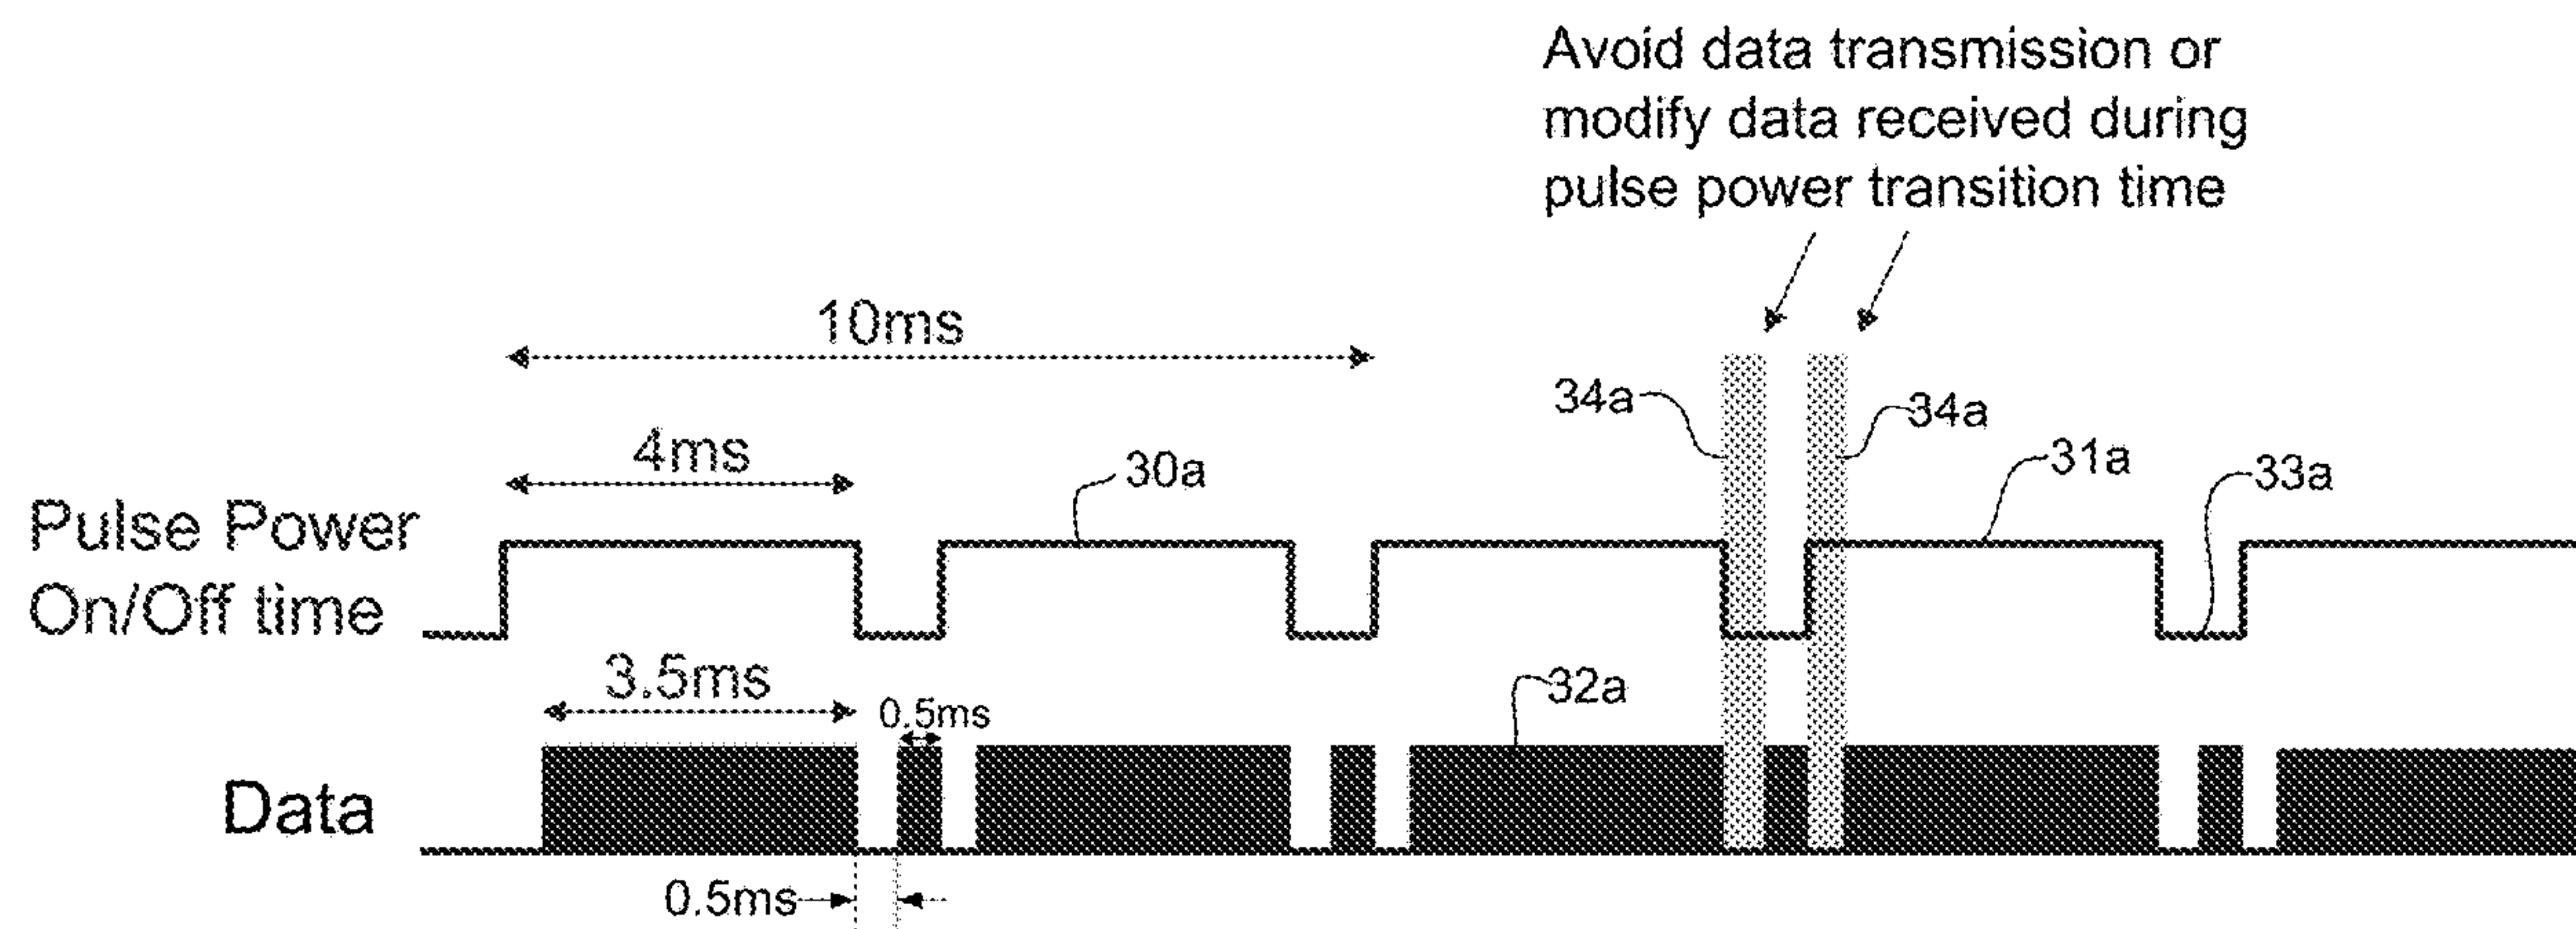 Avoid data transmission or
modify data received during
pulse power transition time
10ms
34a
34a
4ms
30a
31a
33a
Pulse Power
On/Off time
3.5ms
0.5ms
32a
Data
0.5ms